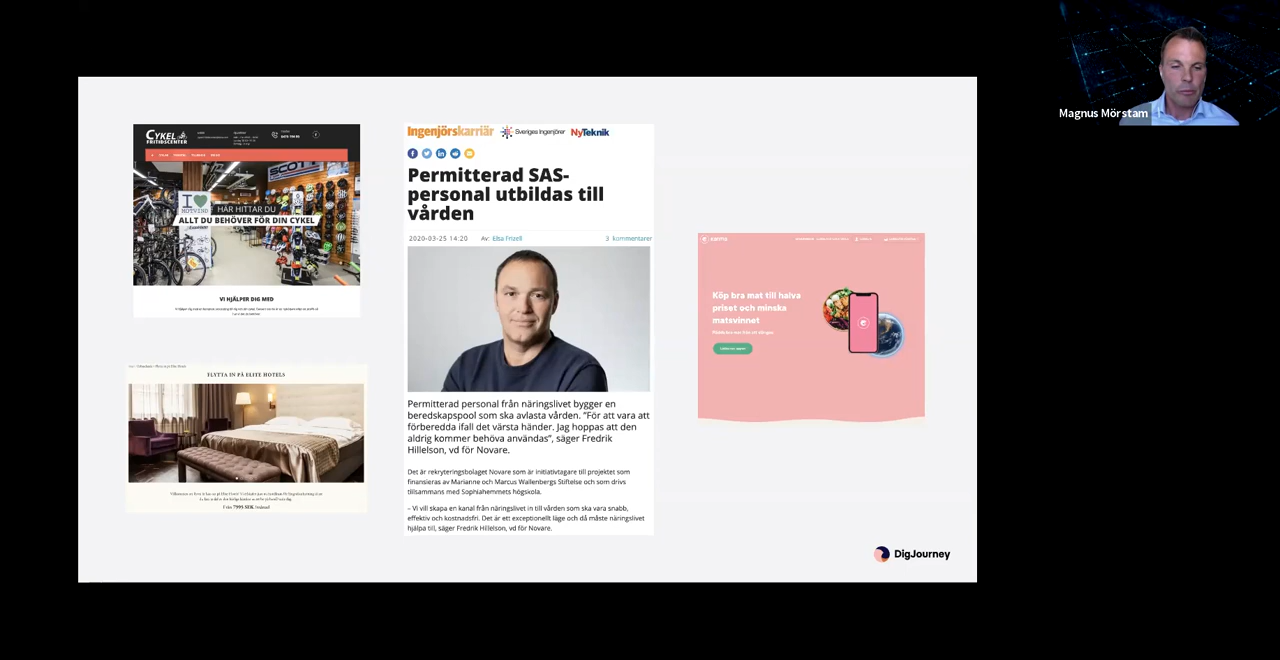 Magnus Mörstam
CYKEL
FRITIDSCENTER
SCOTT
I
MOTVIND
HÄR HITTAR DU
ALLT DU BEHÖVER FÖR DIN CYKEL
VI HJÄLPER DIG MED
FLYTTA IN PÅ ELITE HOTELS
Från 7995 SEK
Ingenjörskarriär Sveriges Ingenjörer NyTeknik
Permitterad SAS-
personal utbildas till
vården
2020-03-25 14:20 Av: Elsa Frizell 3 kommentarer
Permitterad personal från näringslivet bygger en
beredskapspool som ska avlasta vården. ”För att vara att
förberedda ifall det värsta händer. Jag hoppas att den
aldrig kommer behöva användas”, säger Fredrik
Hillelson, vd för Novare.
Det är rekryteringsbolaget Novare som är initiativtagare till projektet som
finansieras av Marianne och Marcus Wallenbergs Stiftelse och som drivs
tillsammans med Sophiahemmets högskola.
– Vi vill skapa en kanal från näringslivet in till vården som ska vara snabb,
effektiv och kostnadsfri. Det är ett exceptionellt läge och då måste näringslivet
hjälpa till, säger Fredrik Hillelson, vd för Novare.
Köp bra mat till halva
priset och minska
matsvinnet
DigJourney